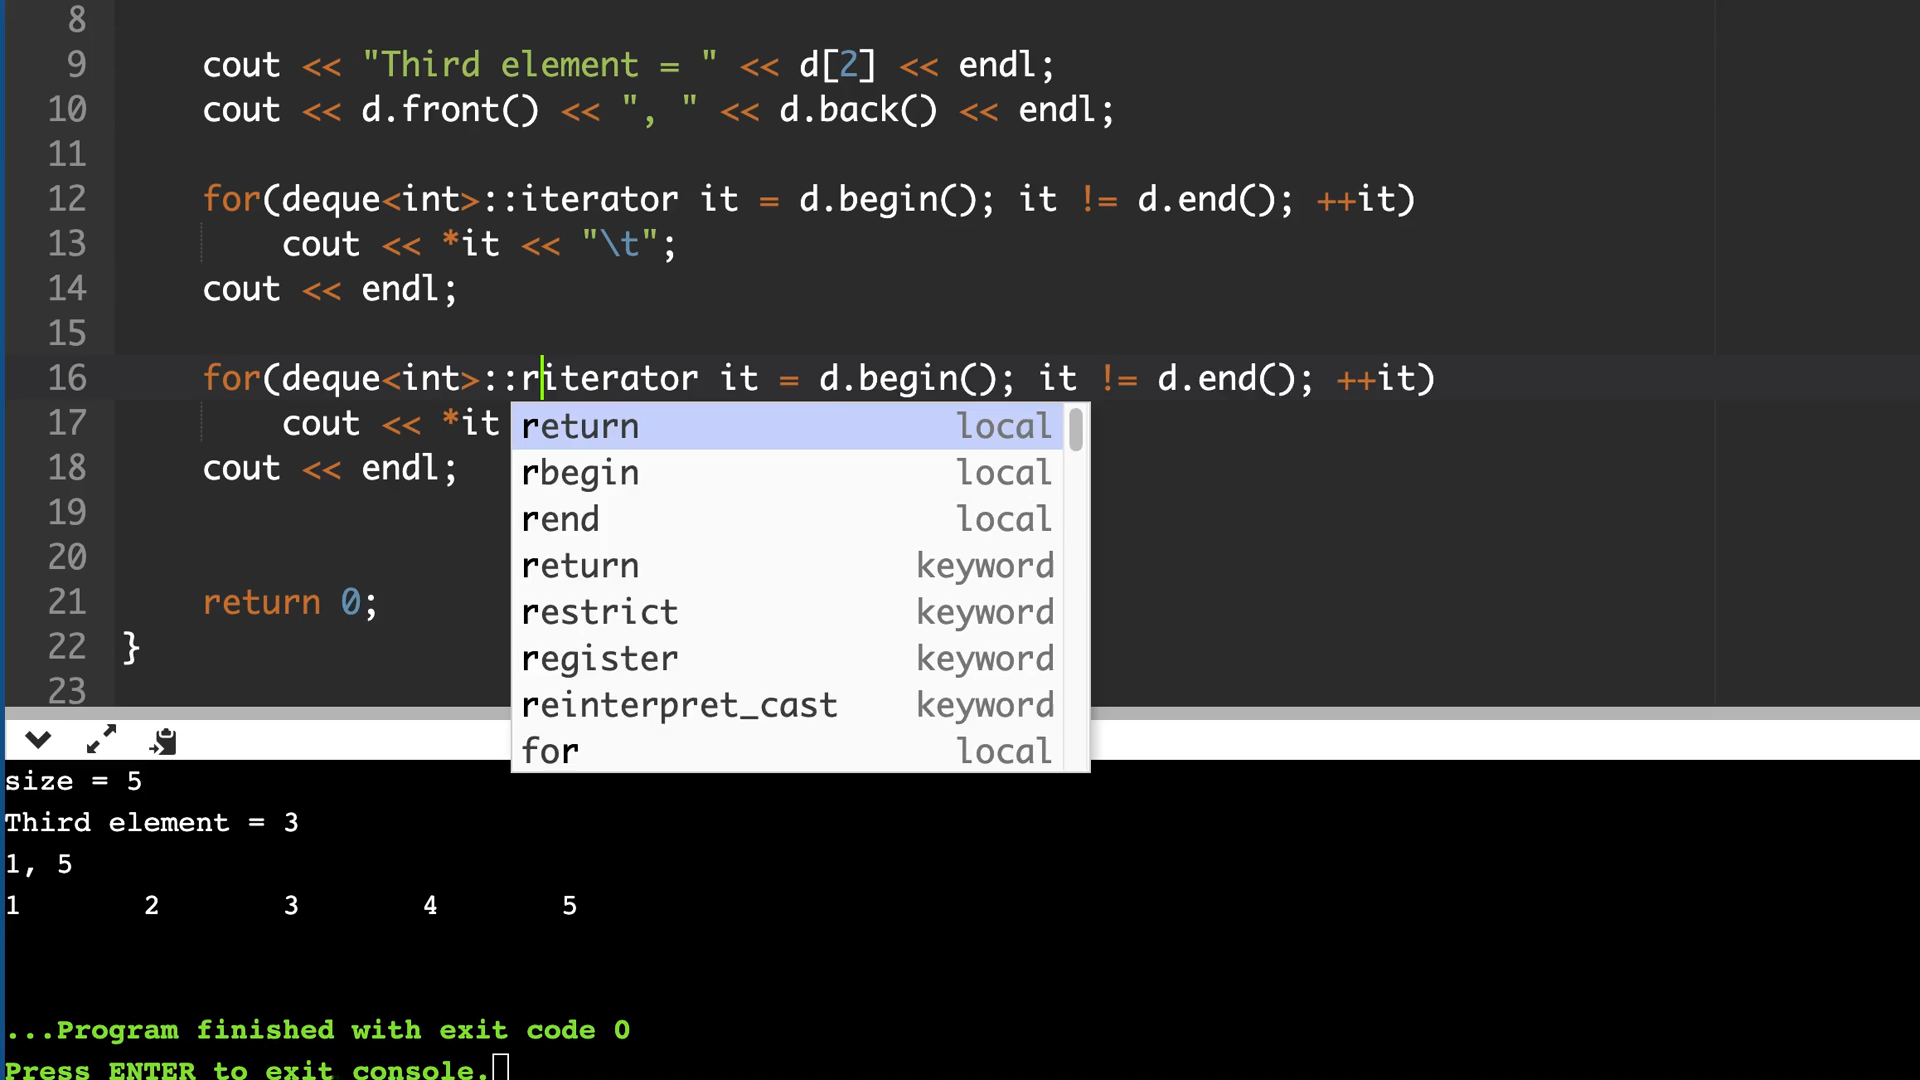 8
9 cout << "Third element = " << d[2] << endl;
10 cout << d.front() << ", " << d.back() << endl;
11
12 for(deque<int>::iterator it = d.begin(); it != d.end(); ++it)
13 cout << *it << "\t";
14 cout << endl;
15
16 for(deque<int>::riterator it = d.begin(); it != d.end(); ++it)
17 cout << *it
return local
18 cout << endl;
rbegin local
19
rend local
20
return keyword
21 return 0;
restrict keyword
22 }
register keyword
23
reinterpret_cast keyword
for local
size = 5
Third element = 3
1, 5
1 2 3 4 5
...Program finished with exit code 0
Press ENTER to exit console.